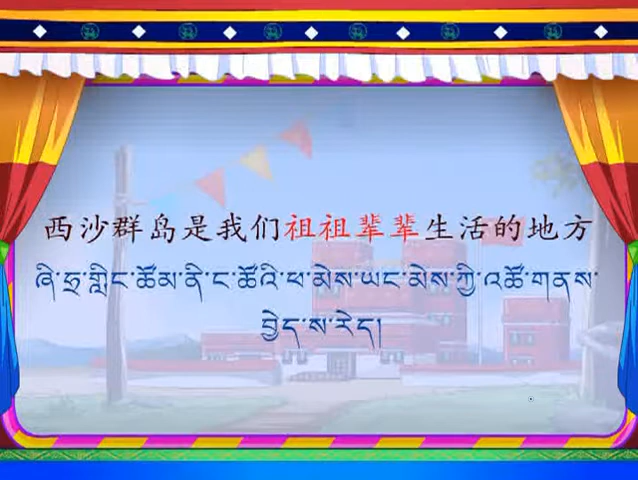 西沙群岛是我们祖祖辈辈生活的地方
ཞི་ཧྲ་གླིང་ཚོམ་ནི་ང་ཚོའི་ཕ་མེས་ཡང་མེས་ཀྱི་འཚོ་གནས་
བྱེད་ས་རེད།